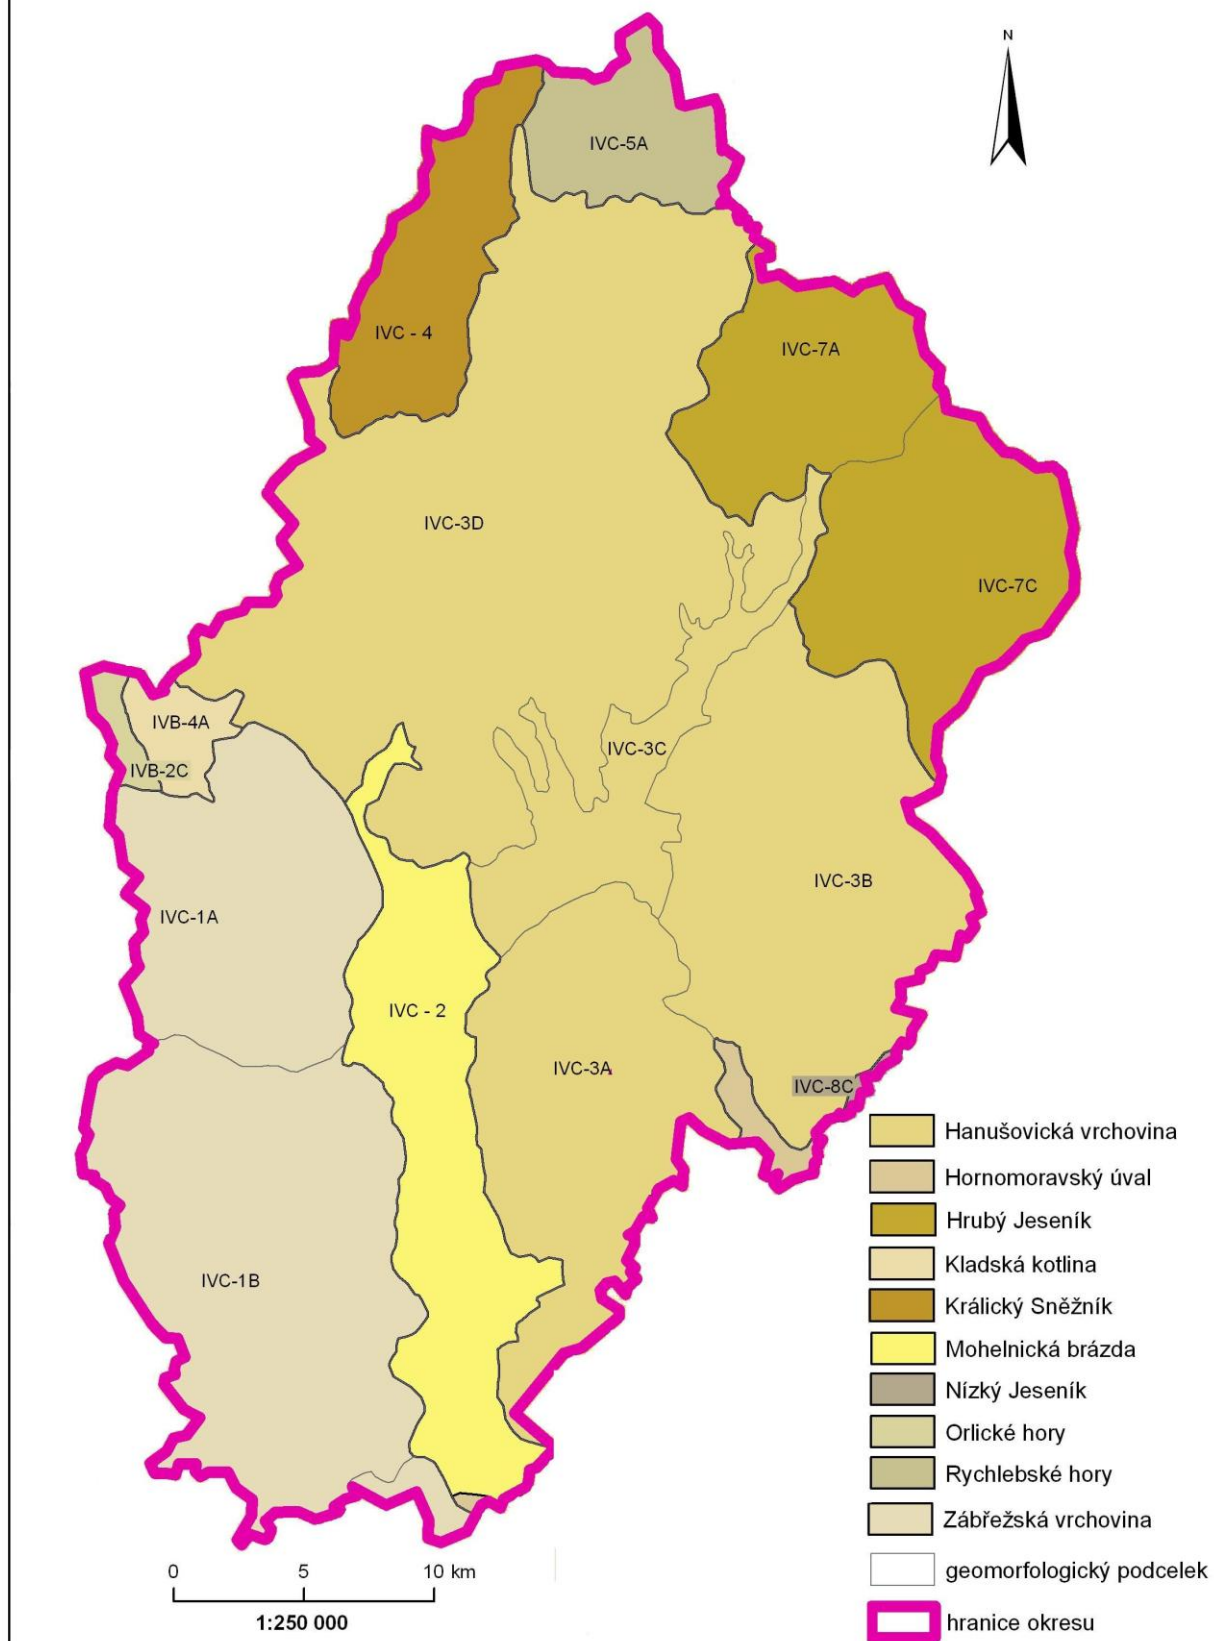 N
IVC-5A
IVC - 4
IVC-7A
IVC-3D
IVC-7C
IVB-4A
IVC-3C
IVB-2C
IVC-3B
IVC-1A
IVC - 2
IVC-3A
IVC-8C
IVC-1B
Hanušovická vrchovina
Hornomoravský úval
Hrubý Jeseník
Kladská kotlina
Králický Sněžník
Mohelnická brázda
Nízký Jeseník
Orlické hory
Rychlebské hory
Zábřežská vrchovina
geomorfologický podcelek
hranice okresu
0 5 10 km
1:250 000